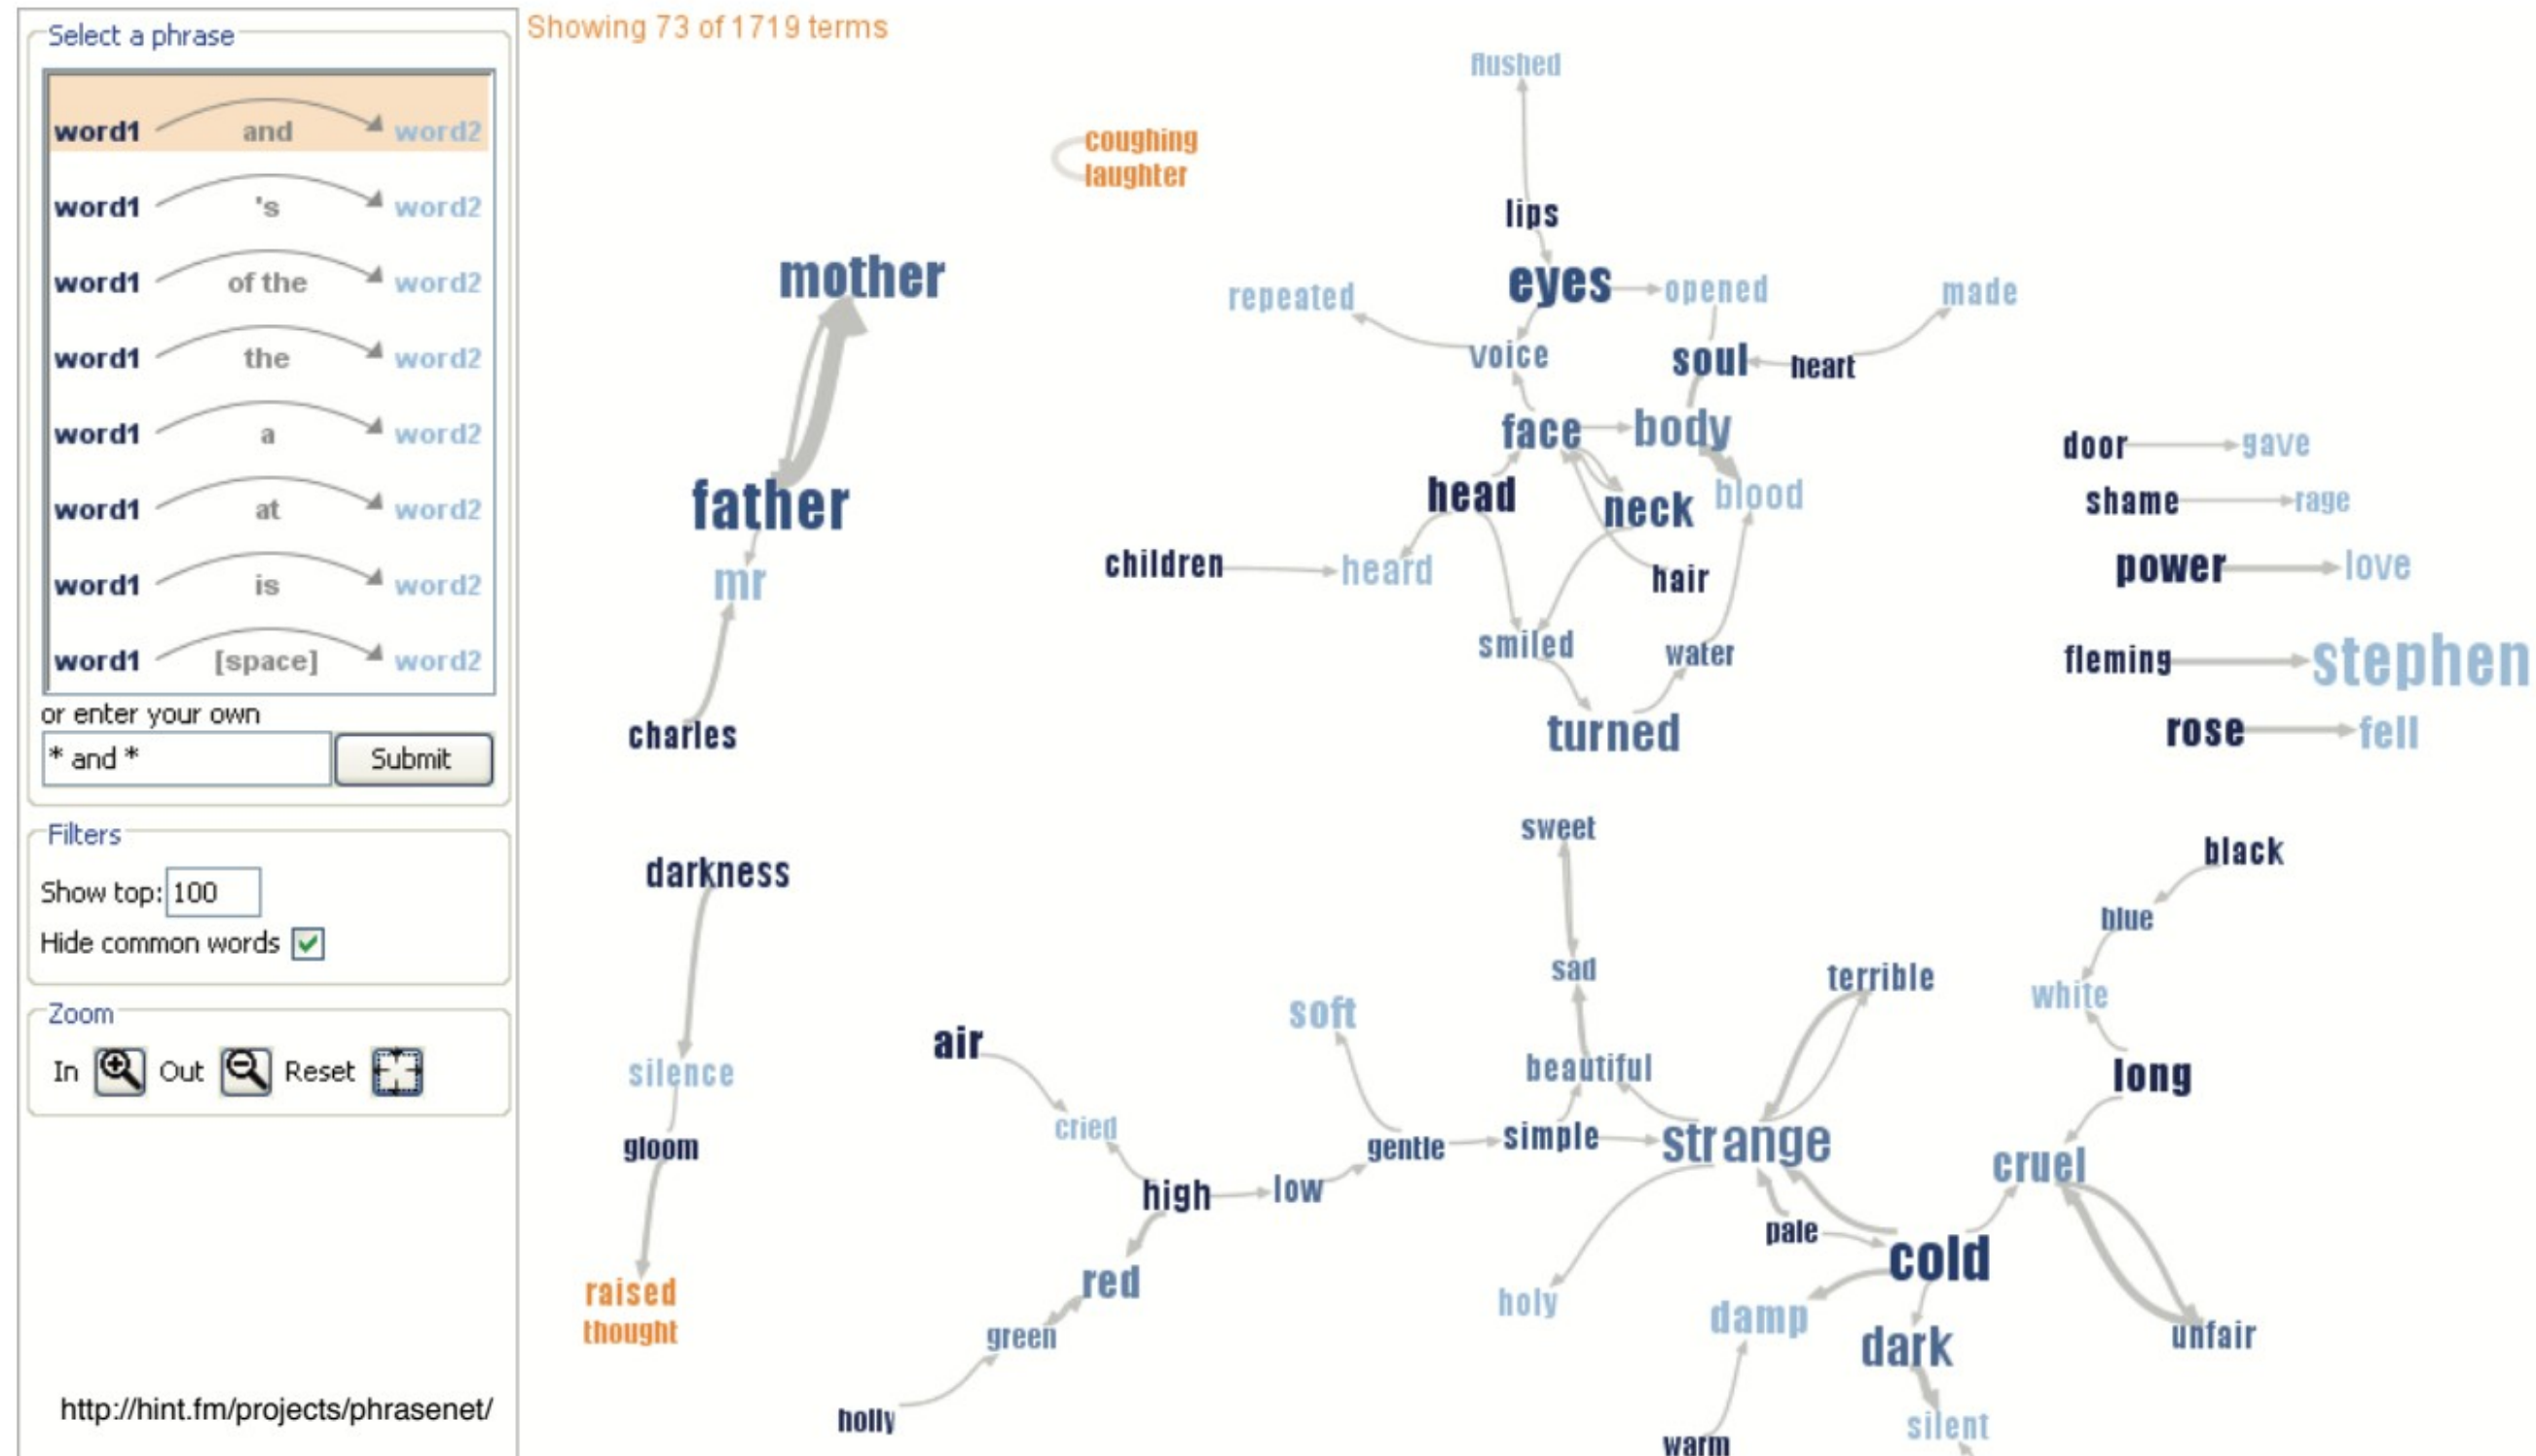 Select a phrase
word1 and word2
word1 's word2
word1 of the word2
word1 the word2
word1 a word2
word1 at word2
word1 is word2
word1 [space] word2
or enter your own
* and *
Submit
Filters
Show top: 100
Hide common words
Zoom
In Out Reset
http://hint.fm/projects/phrasenet/
Showing 73 of 1719 terms
flushed
coughing
laughter
lips
mother
eyes
opened
repeated
made
voice
soul
heart
face
body
door
gave
head
neck
blood
shame
rage
father
children
heard
hair
power
love
mr
smiled
water
fleming
stephen
charles
turned
rose
fell
sweet
darkness
black
blue
sad
terrible
white
soft
air
silence
beautiful
long
cried
gloom
gentle
simple
strange
cruel
high
low
pale
cold
raised
thought
red
holy
damp
green
dark
unfair
holly
silent
warm